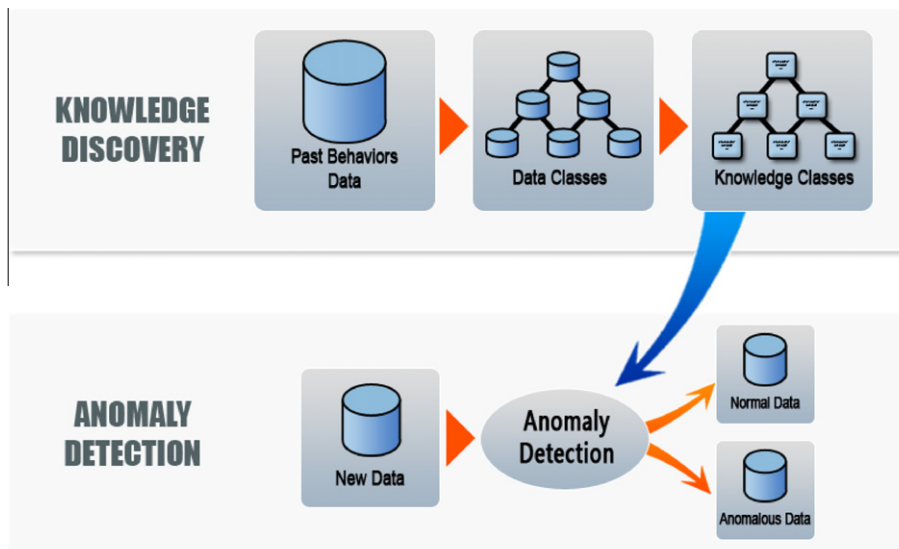 KNOWLEDGE
DISCOVERY
Past Behaviors
Data
Data Classes
Knowledge Classes
ANOMALY
DETECTION
New Data
Anomaly
Detection
Normal Data
Anomalous Data